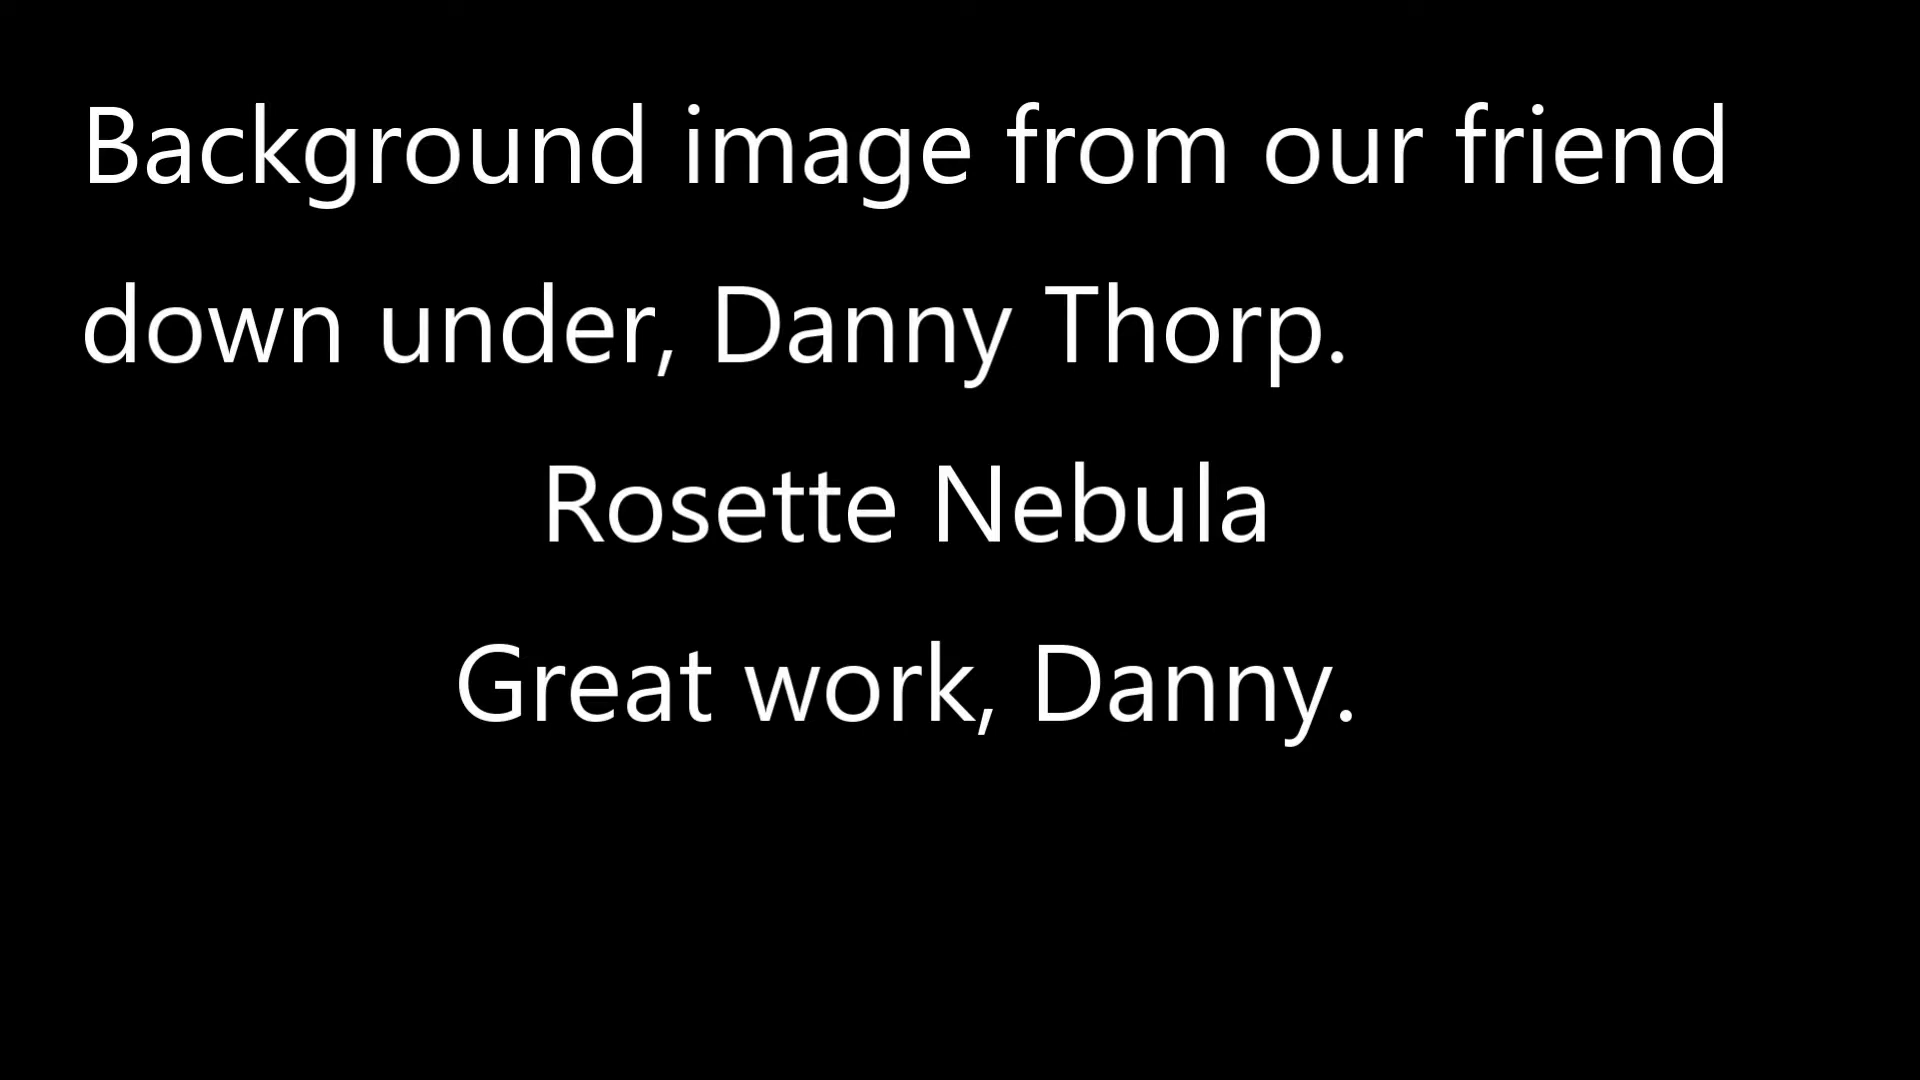 Background image from our friend
down under, Danny Thorp.
Rosette Nebula
Great work, Danny.